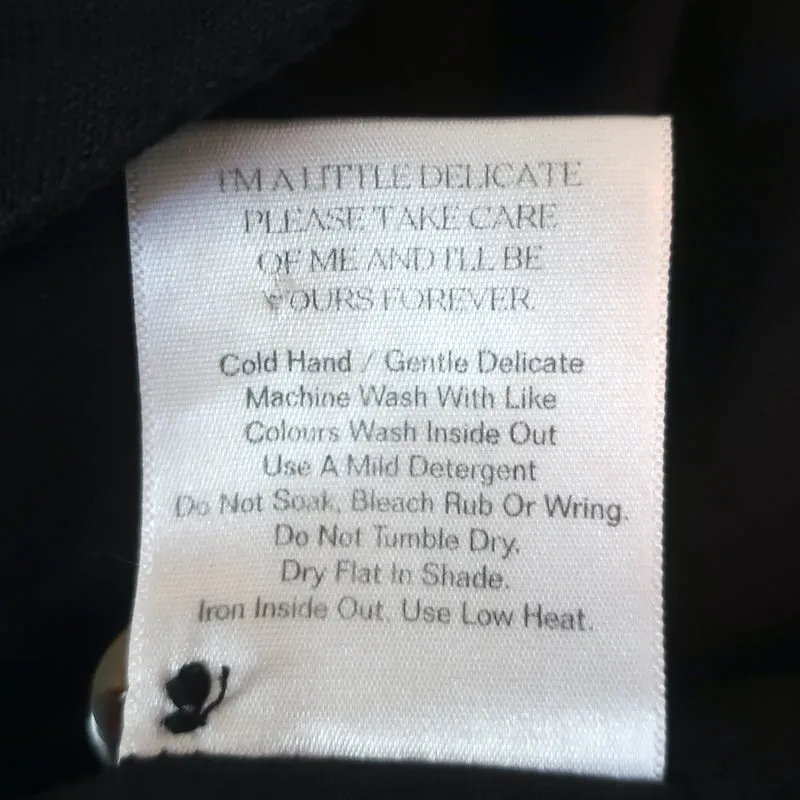 I'M A LITTLE DELICATE
PLEASE TAKE CARE
OF ME AND I'LL BE
YOURS FOREVER.
Cold Hand / Gentle Delicate
Machine Wash With Like
Colours Wash Inside Out
Use A Mild Detergent
Do Not Soak, Bleach Rub Or Wring.
Do Not Tumble Dry.
Dry Flat In Shade.
Iron Inside Out. Use Low Heat.